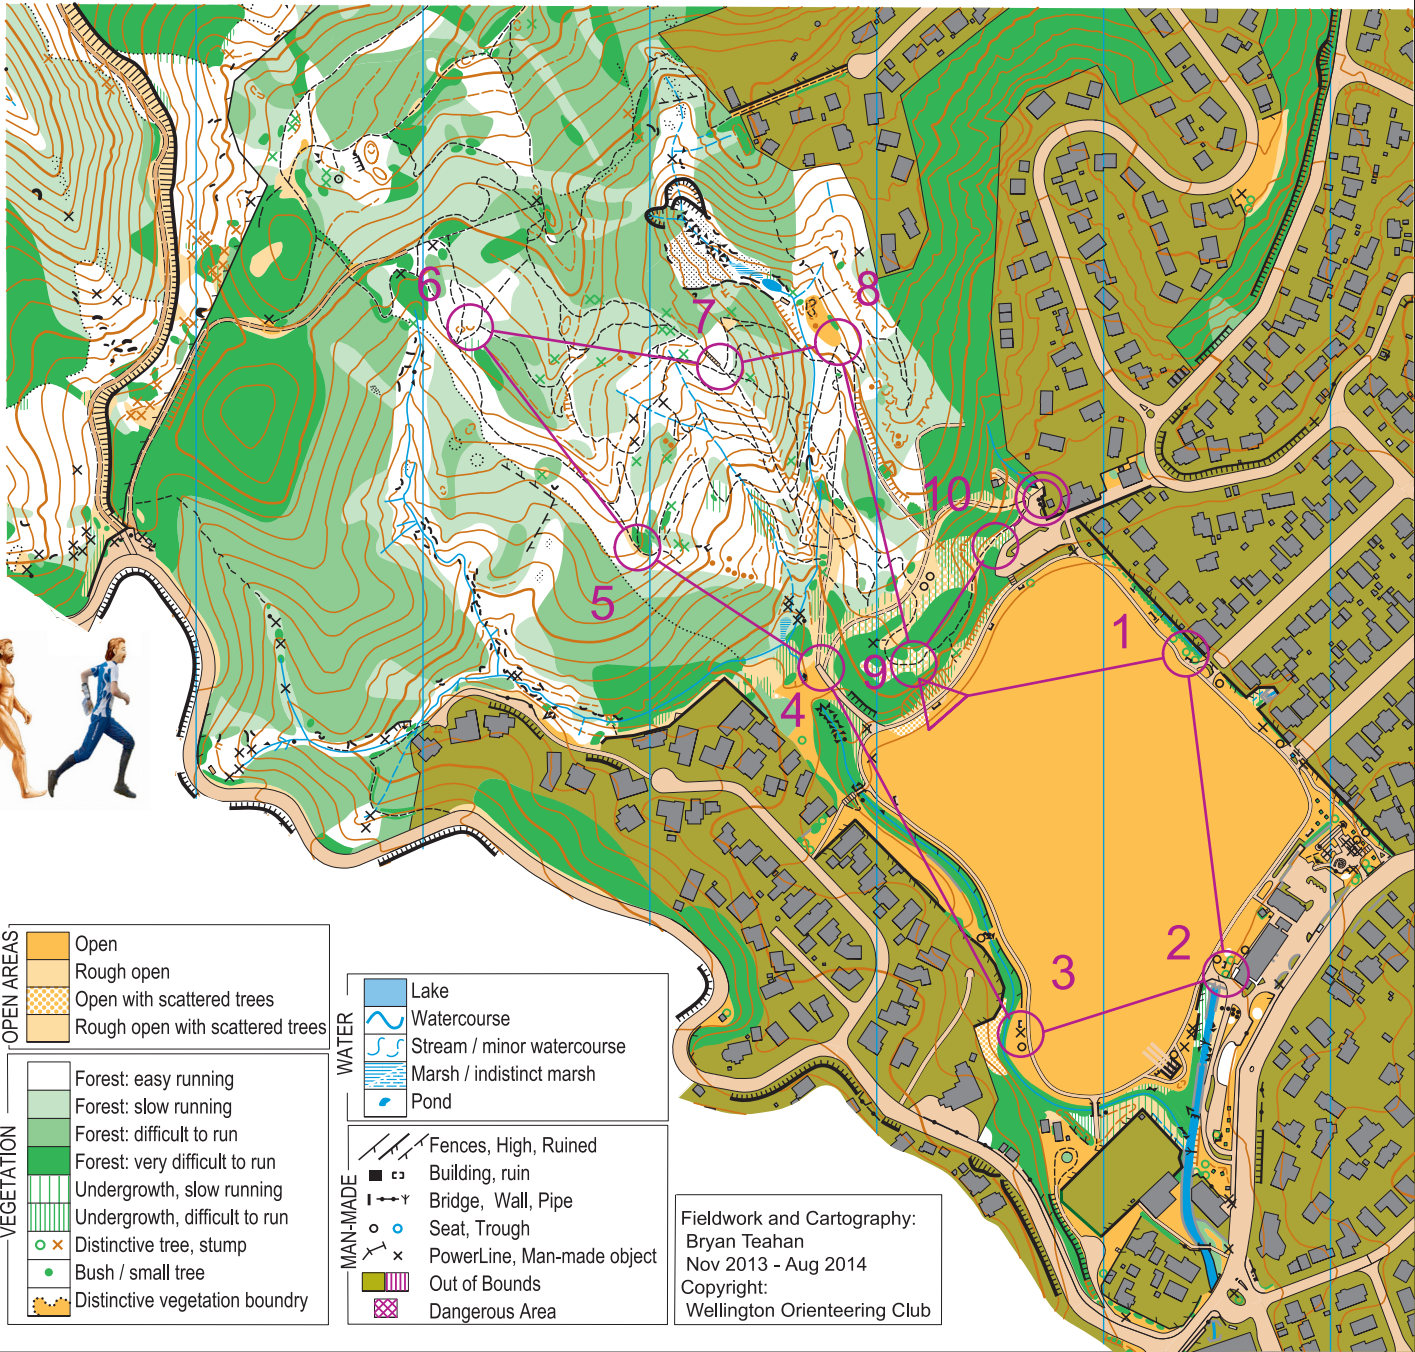 6
7
8
10
5
1
9
4
2
3
OPEN AREAS
Open
Rough open
Open with scattered trees
Rough open with scattered trees
VEGETATION
Forest: easy running
Forest: slow running
Forest: difficult to run
Forest: very difficult to run
Undergrowth, slow running
Undergrowth, difficult to run
Distinctive tree, stump
Bush / small tree
Distinctive vegetation boundry
WATER
Lake
Watercourse
Stream / minor watercourse
Marsh / indistinct marsh
Pond
MAN-MADE
Fences, High, Ruined
Building, ruin
Bridge, Wall, Pipe
Seat, Trough
PowerLine, Man-made object
Out of Bounds
Dangerous Area
Fieldwork and Cartography:
Bryan Teahan
Nov 2013 - Aug 2014
Copyright:
Wellington Orienteering Club